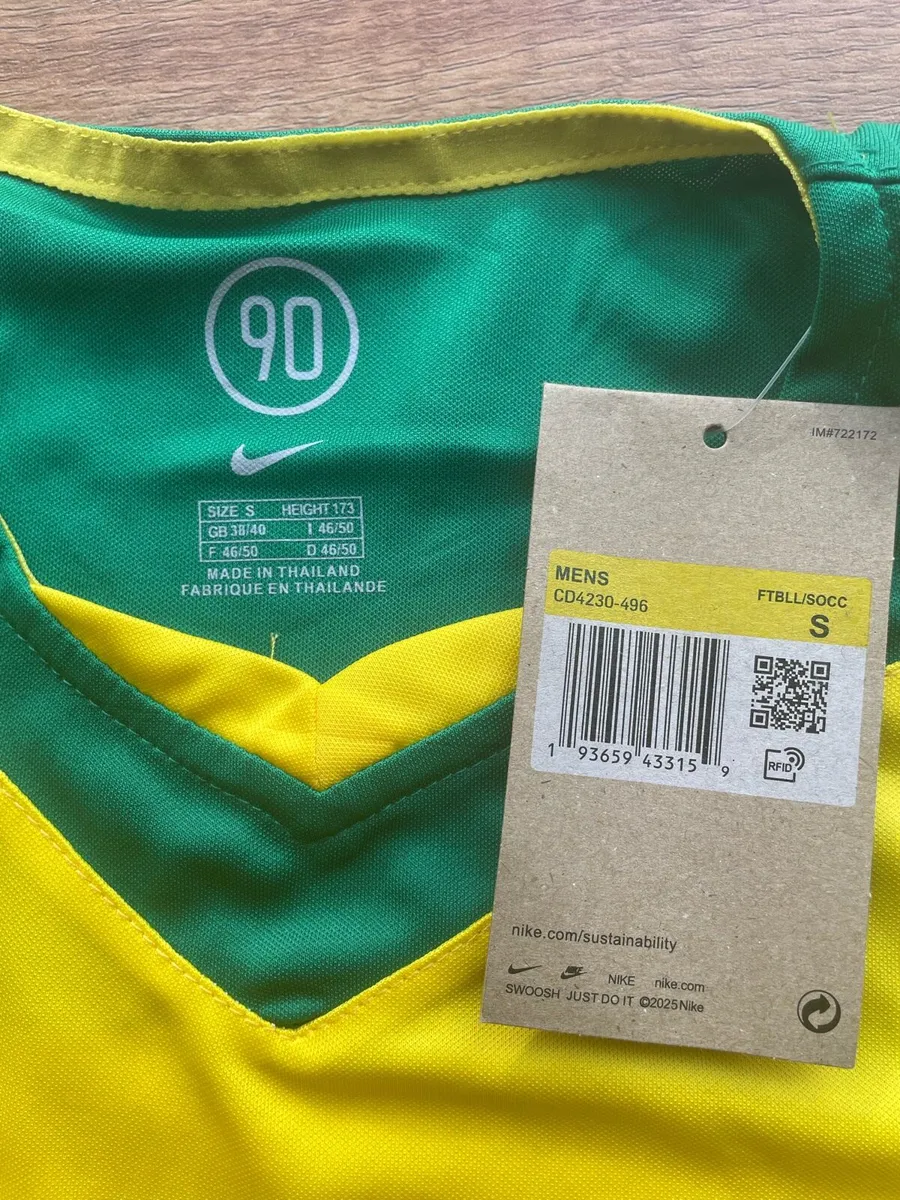 90
SIZE S HEIGHT 173
GB 38/40 I 46/50
F 46/50 D 46/50
MADE IN THAILAND
FABRIQUE EN THAILANDE
IM#722172
MENS
CD4230-496 FTBLL/SOCC
S
1 93659 43315 9
RFID
nike.com/sustainability
NIKE nike.com
SWOOSH JUST DO IT ©2025 Nike